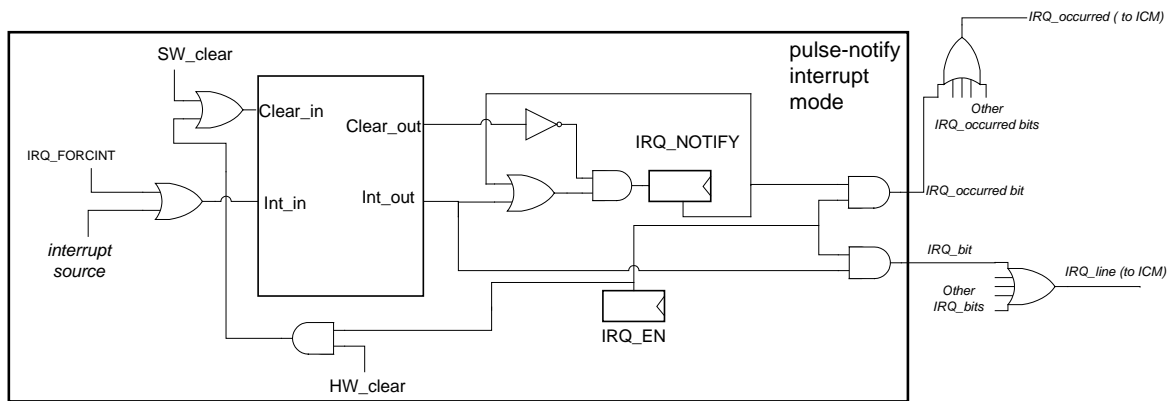 IRQ_occurred ( to ICM)
pulse-notify
interrupt
mode
SW_clear
Other
IRQ_occurred bits
Clear_in
Clear_out
IRQ_NOTIFY
IRQ_FORCINT
Int_in
Int_out
IRQ_occurred bit
interrupt
source
IRQ_bit
IRQ_line (to ICM)
Other
IRQ_bits
IRQ_EN
HW_clear